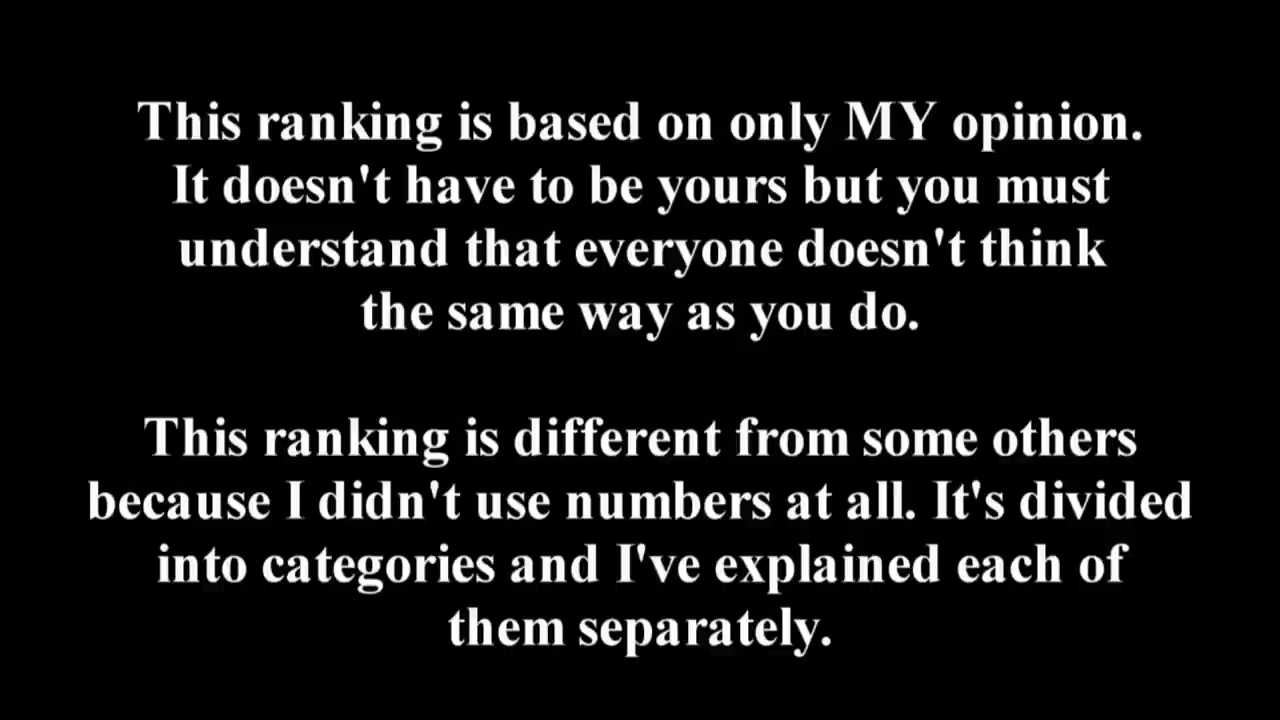 This ranking is based on only MY opinion.
It doesn't have to be yours but you must
understand that everyone doesn't think
the same way as you do.
This ranking is different from some others
because I didn't use numbers at all. It's divided
into categories and I've explained each of
them separately.